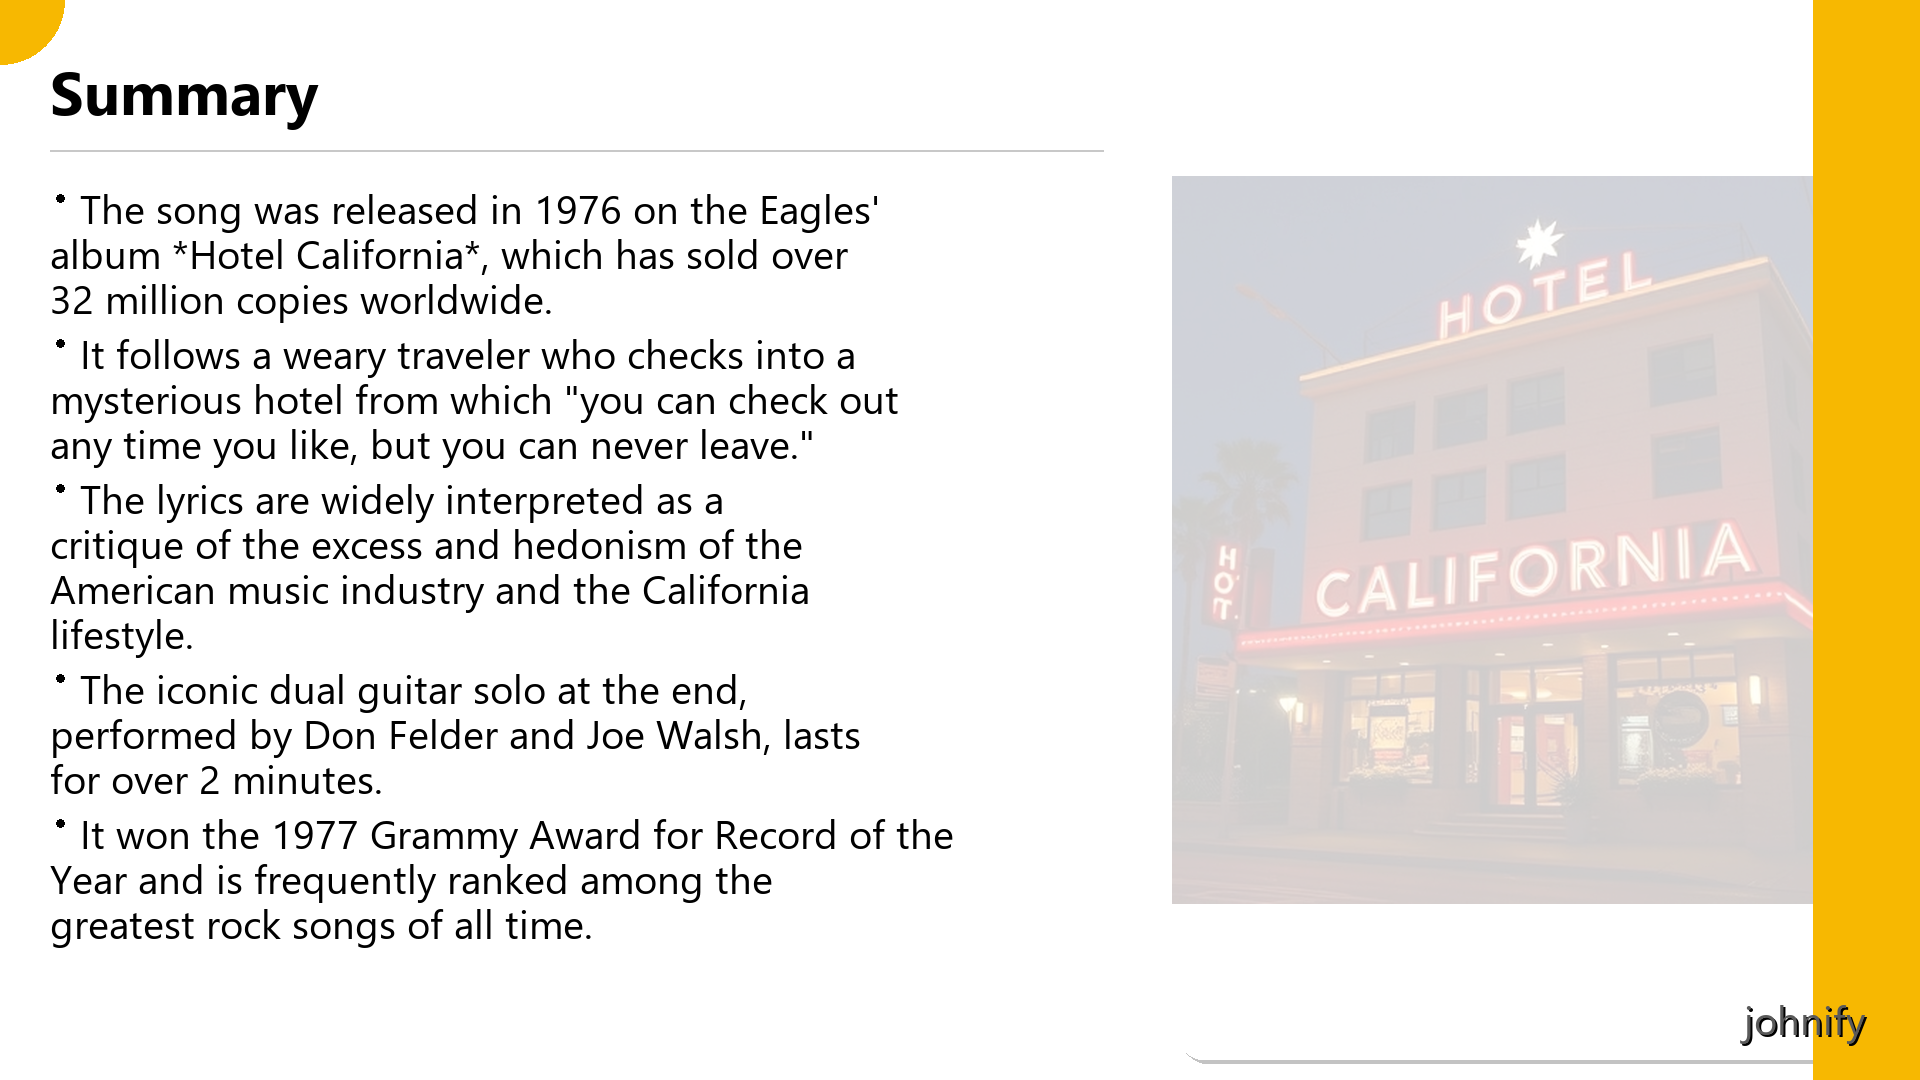 Summary
• The song was released in 1976 on the Eagles'
album *Hotel California*, which has sold over
32 million copies worldwide.
• It follows a weary traveler who checks into a
mysterious hotel from which "you can check out
any time you like, but you can never leave."
• The lyrics are widely interpreted as a
critique of the excess and hedonism of the
American music industry and the California
lifestyle.
• The iconic dual guitar solo at the end,
performed by Don Felder and Joe Walsh, lasts
for over 2 minutes.
• It won the 1977 Grammy Award for Record of the
Year and is frequently ranked among the
greatest rock songs of all time.
HOTEL
CALIFORNIA
HOT.
johnify